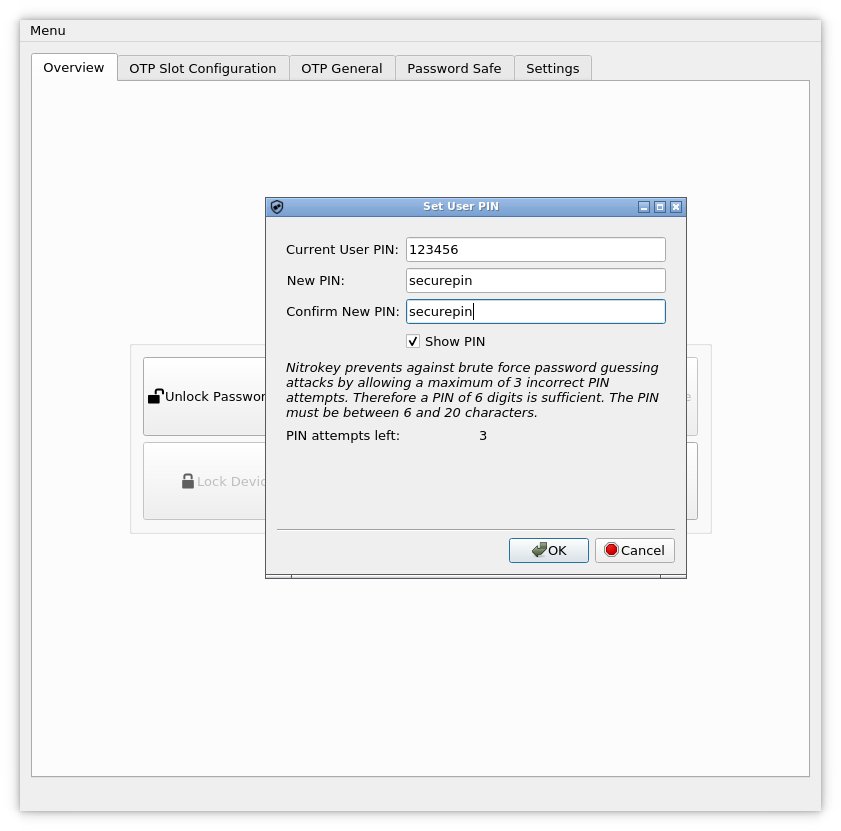 Menu
Overview OTP Slot Configuration OTP General Password Safe Settings
Set User PIN
Current User PIN: 123456
New PIN: securepin
Confirm New PIN: securepin
Show PIN
Nitrokey prevents against brute force password guessing
attacks by allowing a maximum of 3 incorrect PIN
attempts. Therefore a PIN of 6 digits is sufficient. The PIN
must be between 6 and 20 characters.
PIN attempts left: 3
Unlock Passwor
e
Lock Devic
OK Cancel